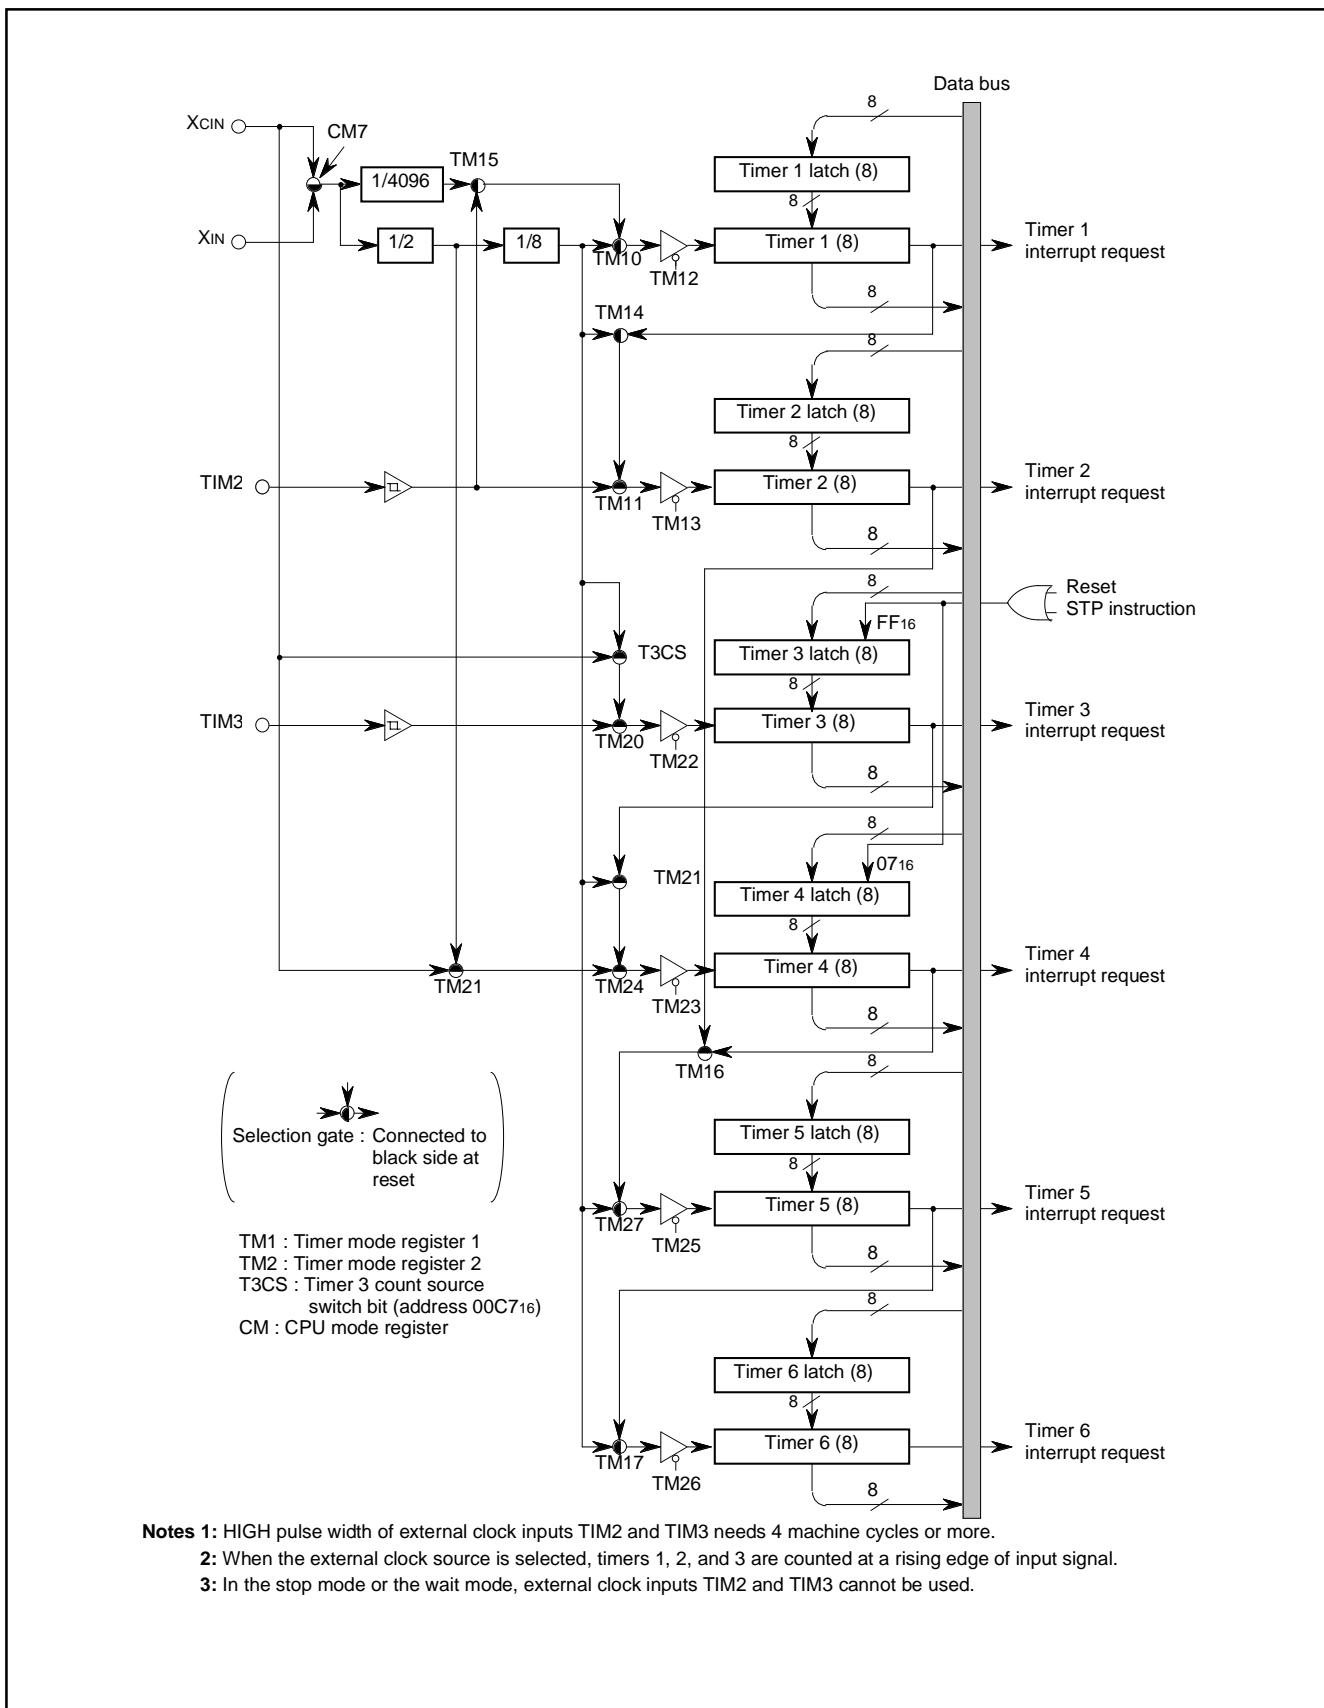 Data bus
8
XCIN
CM7
TM15
1/4096
Timer 1 latch (8)
8
XIN
1/2
1/8
TM10
TM12
Timer 1 (8)
Timer 1
interrupt request
8
TM14
8
Timer 2 latch (8)
8
TIM2
TM11
TM13
Timer 2 (8)
Timer 2
interrupt request
8
8
Reset
STP instruction
FF16
T3CS
Timer 3 latch (8)
8
TIM3
TM20
TM22
Timer 3 (8)
Timer 3
interrupt request
8
8
0716
TM21
Timer 4 latch (8)
8
TM21
TM24
TM23
Timer 4 (8)
Timer 4
interrupt request
8
TM16
8
Selection gate : Connected to
black side at
reset
Timer 5 latch (8)
8
TM27
TM25
Timer 5 (8)
Timer 5
interrupt request
8
TM1 : Timer mode register 1
TM2 : Timer mode register 2
T3CS : Timer 3 count source
switch bit (address 00C716)
CM : CPU mode register
8
Timer 6 latch (8)
8
TM17
TM26
Timer 6 (8)
Timer 6
interrupt request
8
Notes 1: HIGH pulse width of external clock inputs TIM2 and TIM3 needs 4 machine cycles or more.
2: When the external clock source is selected, timers 1, 2, and 3 are counted at a rising edge of input signal.
3: In the stop mode or the wait mode, external clock inputs TIM2 and TIM3 cannot be used.